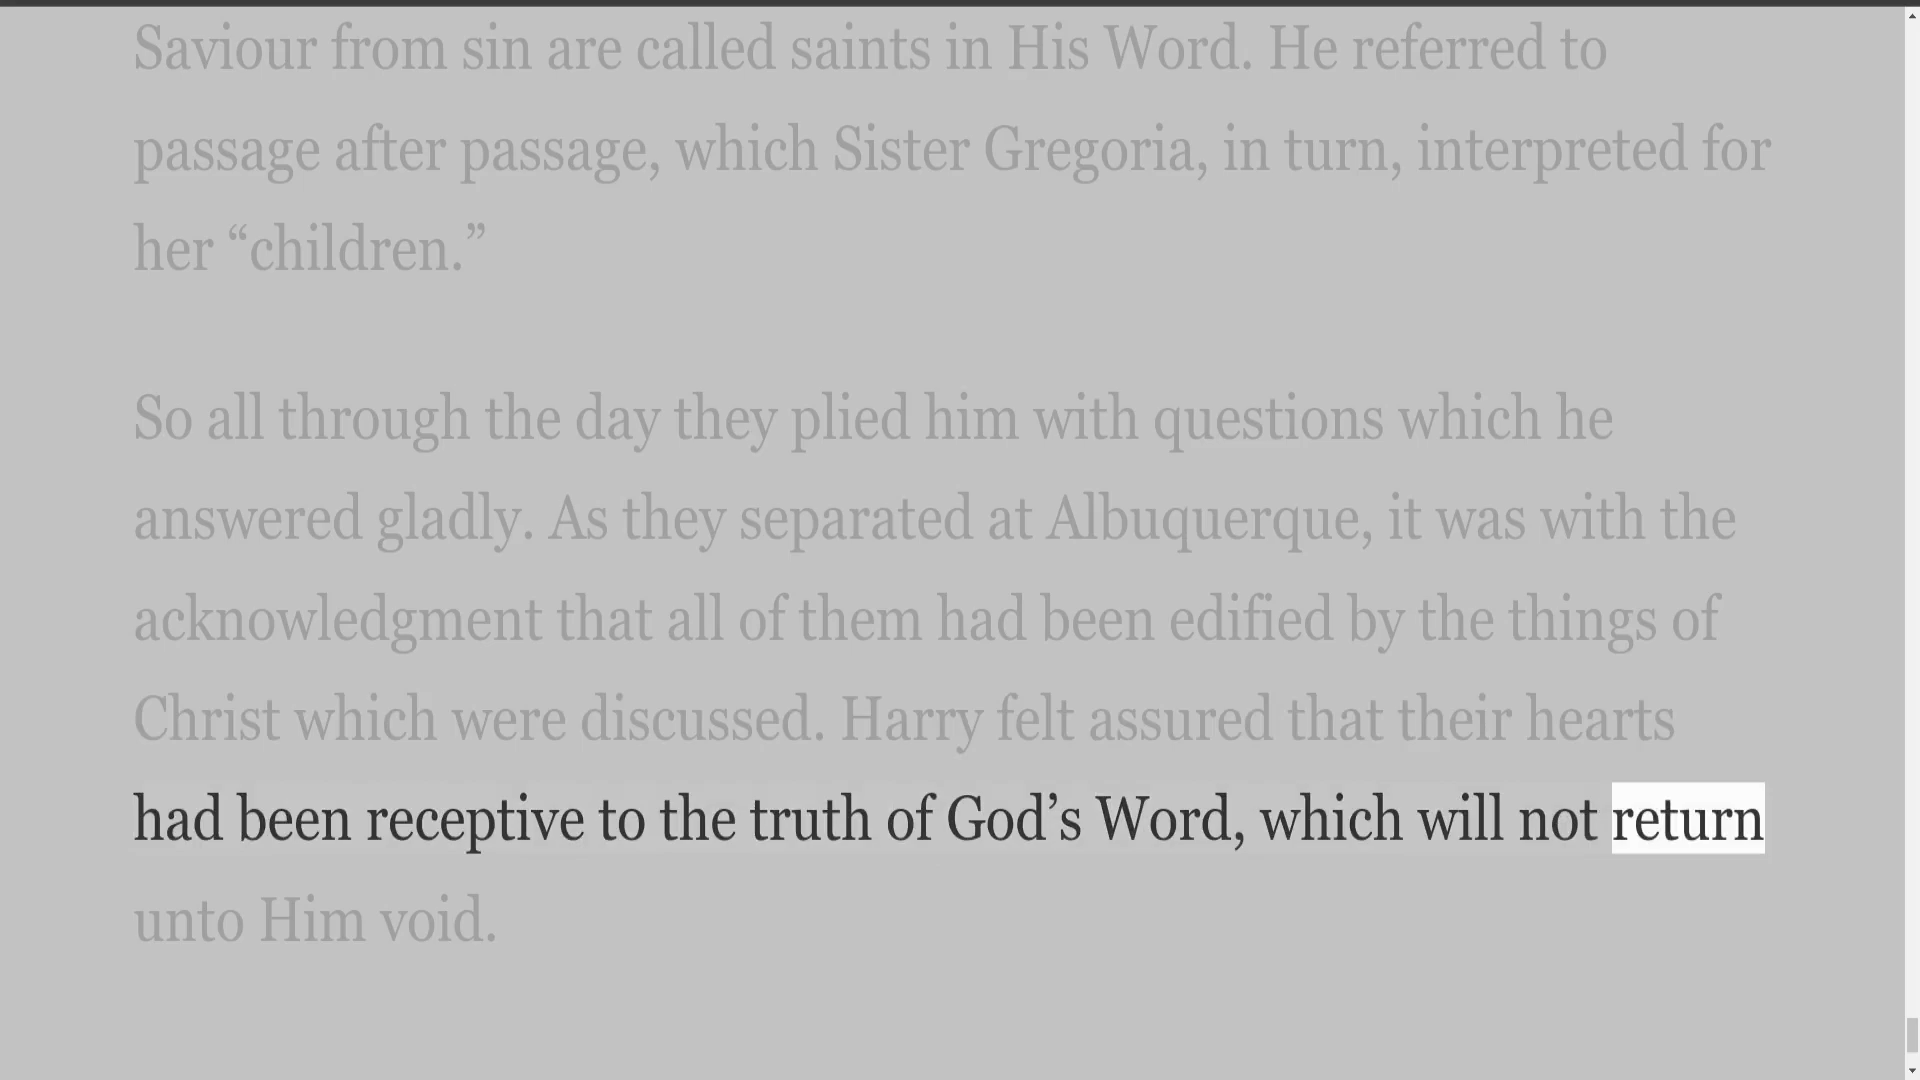 Saviour from sin are called saints in His Word. He referred to
passage after passage, which Sister Gregoria, in turn, interpreted for
her “children.”
So all through the day they plied him with questions which he
answered gladly. As they separated at Albuquerque, it was with the
acknowledgment that all of them had been edified by the things of
Christ which were discussed. Harry felt assured that their hearts
had been receptive to the truth of God’s Word, which will not return
unto Him void.